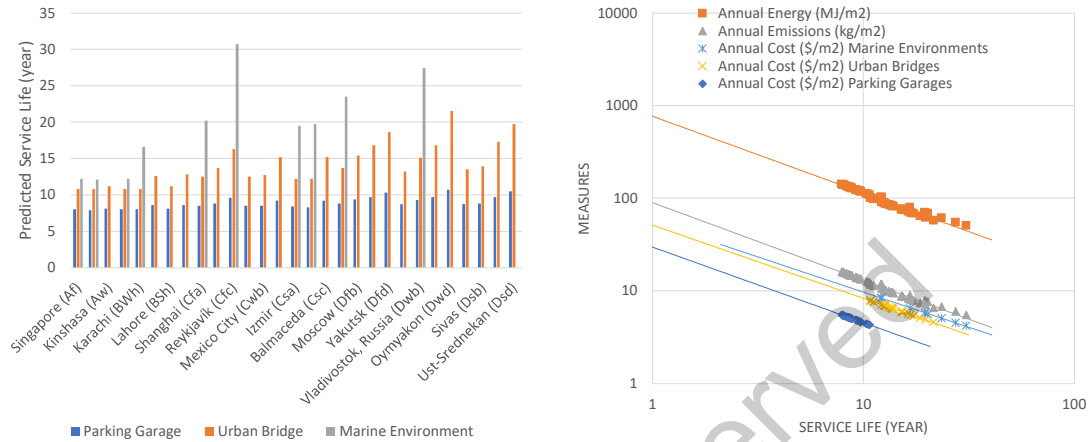 Predicted Service Life (year)
35
30
25
20
15
10
5
0
Singapore (Af)
Kinshasa (Aw)
Karachi (BWh)
Lahore (BSh)
Shanghai (Cfa)
Reykjavik (Cfc)
Mexico City (Cwb)
Izmir (Csa)
Balmaceda (Csc)
Moscow (Dfb)
Yakutsk (Dfd)
Vladivostok, Russia (Dwb)
Oymyakon (Dwd)
Sivas (Dsb)
Ust-Srednekan (Dsd)
Parking Garage Urban Bridge Marine Environment
Annual Energy (MJ/m2)
Annual Emissions (kg/m2)
Annual Cost ($/m2) Marine Environments
Annual Cost ($/m2) Urban Bridges
Annual Cost ($/m2) Parking Garages
MEASURES
10000
1000
100
10
1
1 10 100
SERVICE LIFE (YEAR)
served